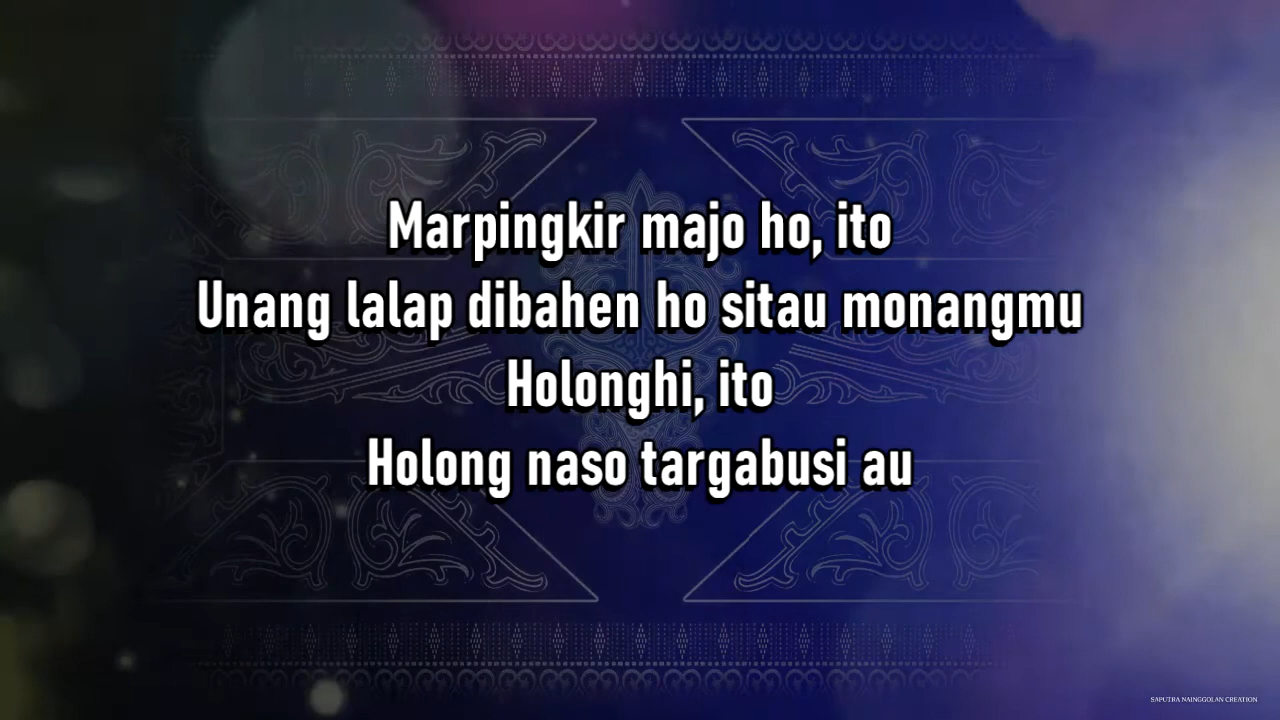 Marpingkir majo ho, ito
Unang lalap dibahen ho sitau monangmu
Holonghi, ito
Holong naso targabusi au
SAPUTRA NAINGGOLAN CREATION